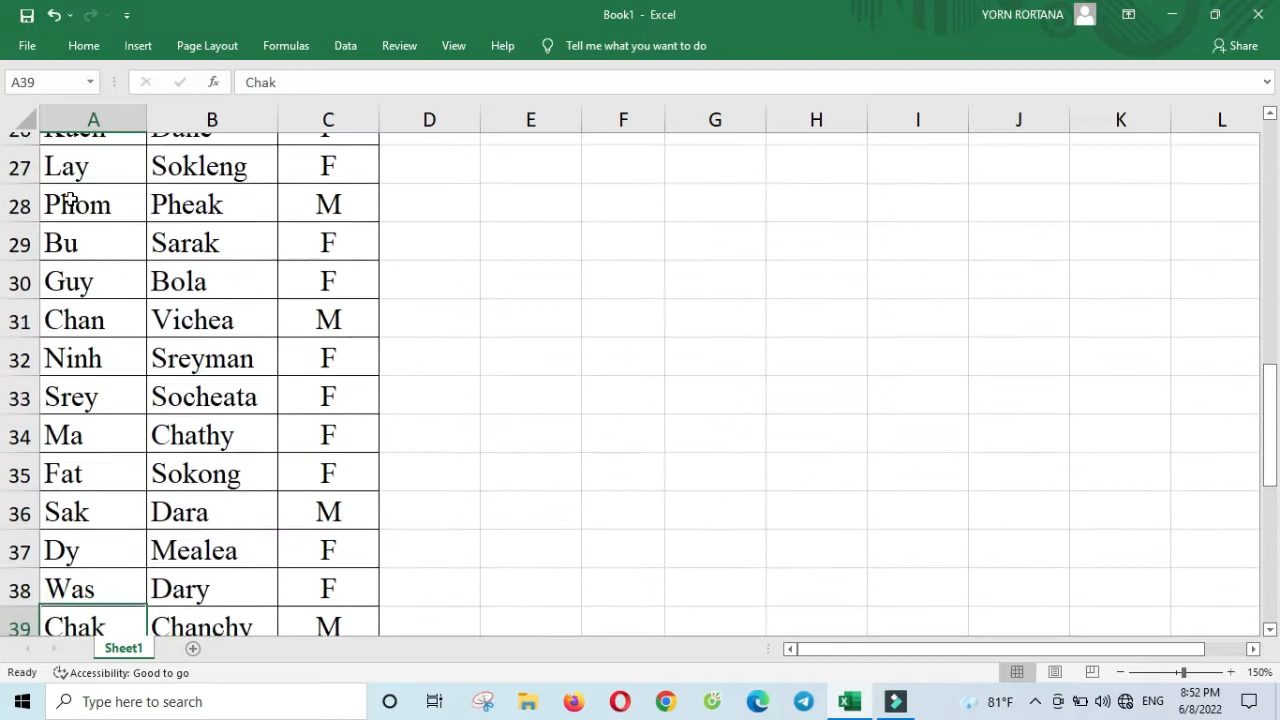 Book1 - Excel YORN RORTANA
File Home Insert Page Layout Formulas Data Review View Help Tell me what you want to do Share
A39 fx Chak
A B C D E F G H I J K L
27 Lay Sokleng F
28 Phom Pheak M
29 Bu Sarak F
30 Guy Bola F
31 Chan Vichea M
32 Ninh Sreyman F
33 Srey Socheata F
34 Ma Chathy F
35 Fat Sokong F
36 Sak Dara M
37 Dy Mealea F
38 Was Dary F
39 Chak Chanchy M
Sheet1
Ready Accessibility: Good to go 150%
Type here to search 81°F ENG 8:52 PM
6/8/2022